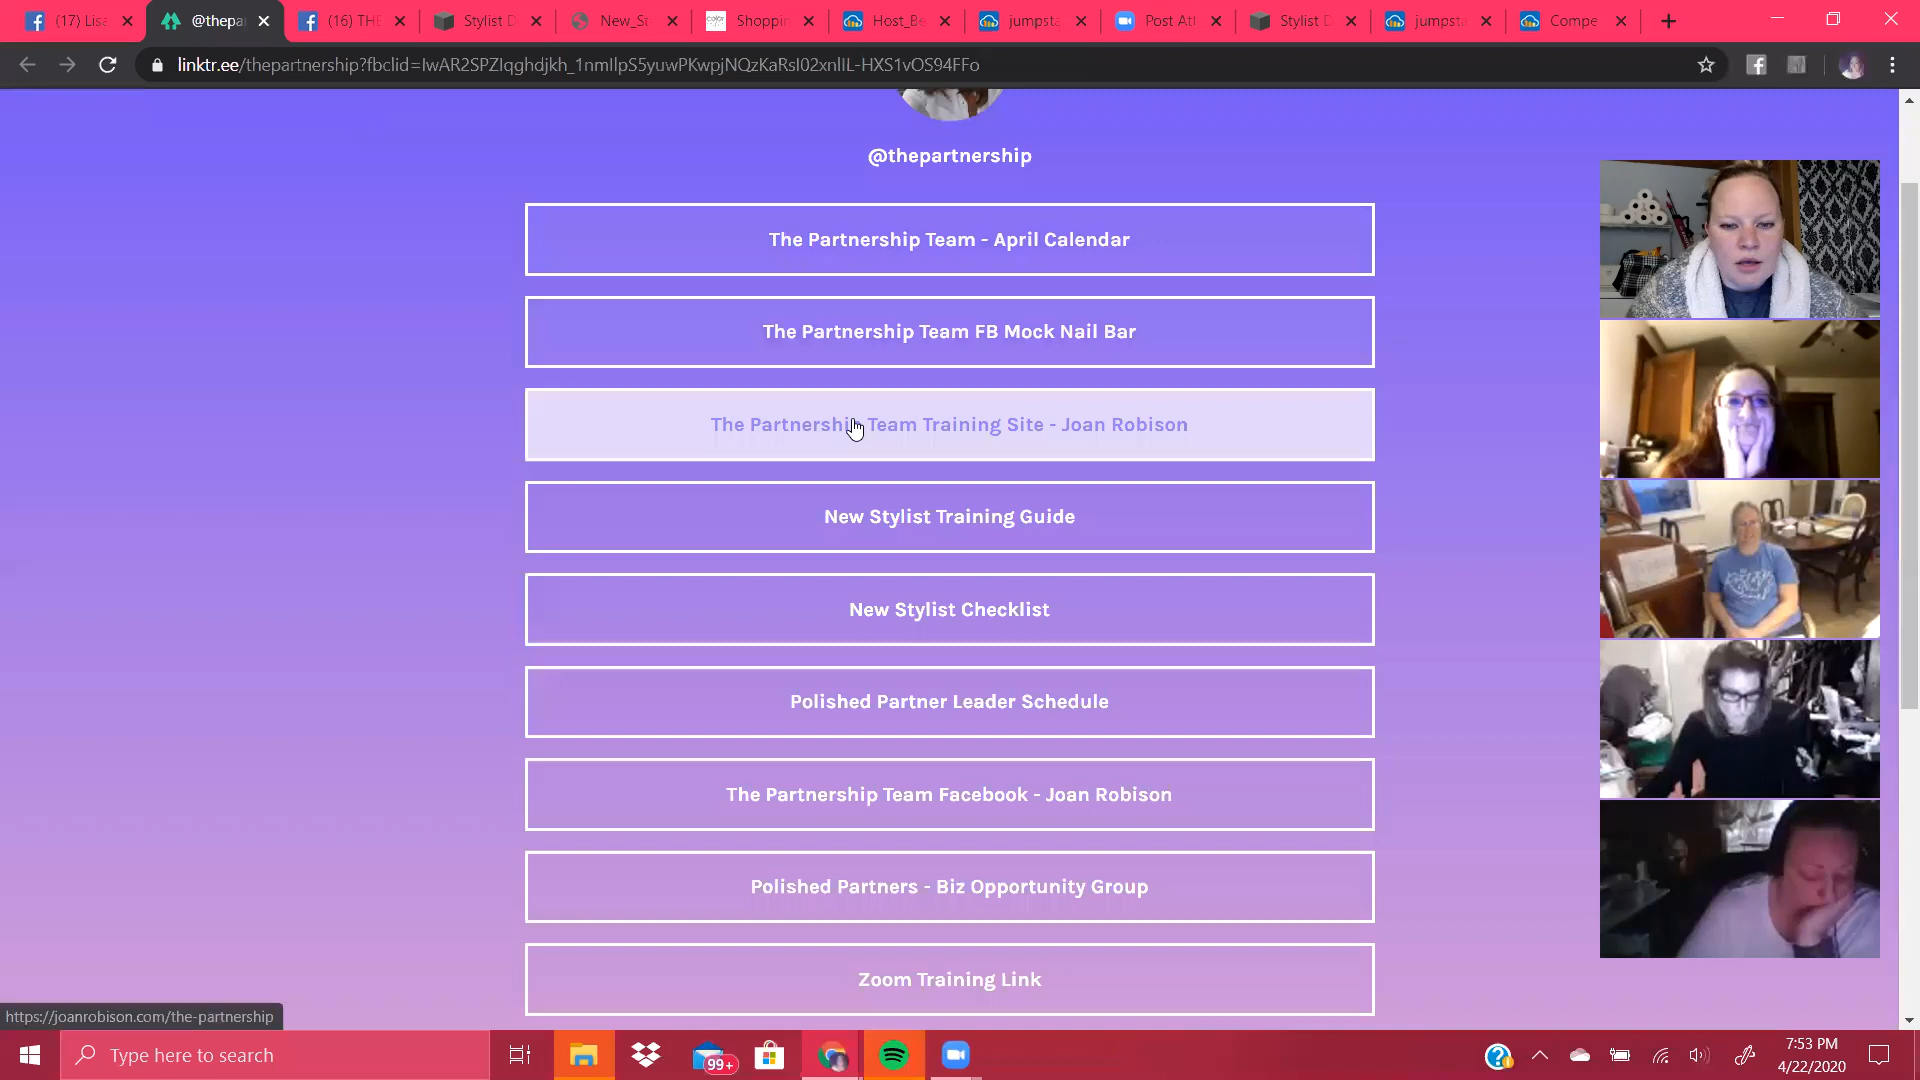 (17) Lisa
@thepa
(16) THE
Stylist D
New_St
Shoppin
color
Host_Be
jumpsta
Post Att
Stylist D
jumpsta
Compe
linktr.ee/thepartnership?fbclid=IwAR2SPZIqghdjkh_1nmIlpS5yuwPKwpjNQzKaRsI02xnlIL-HXS1vOS94FFo
@thepartnership
The Partnership Team - April Calendar
The Partnership Team FB Mock Nail Bar
The Partnership Team Training Site - Joan Robison
New Stylist Training Guide
New Stylist Checklist
Polished Partner Leader Schedule
The Partnership Team Facebook - Joan Robison
Polished Partners - Biz Opportunity Group
Zoom Training Link
https://joanrobison.com/the-partnership
Type here to search
99+
7:53 PM
4/22/2020